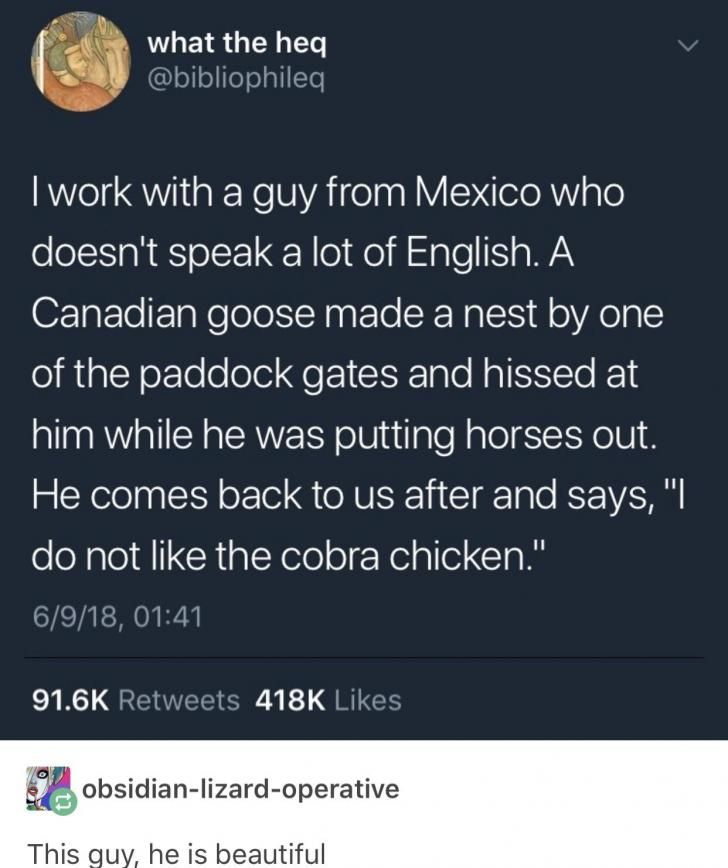 what the heq
@bibliophileq
I work with a guy from Mexico who
doesn't speak a lot of English. A
Canadian goose made a nest by one
of the paddock gates and hissed at
him while he was putting horses out.
He comes back to us after and says, "I
do not like the cobra chicken."
6/9/18, 01:41
91.6K Retweets 418K Likes
obsidian-lizard-operative
This guy, he is beautiful